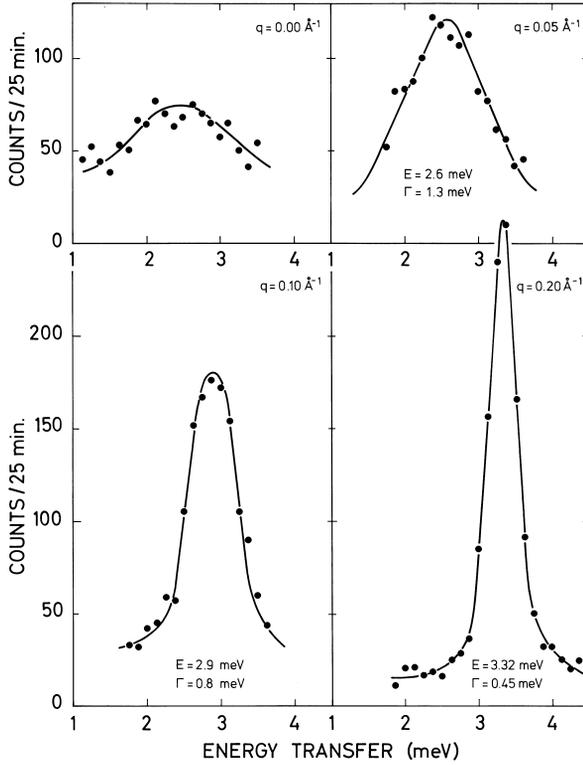 COUNTS / 25 min.
100
50
0
q = 0.00 Å⁻¹
1 2 3 4
q = 0.05 Å⁻¹
E = 2.6 meV
Γ = 1.3 meV
1 2 3 4
COUNTS / 25 min.
200
150
100
50
0
q = 0.10 Å⁻¹
E = 2.9 meV
Γ = 0.8 meV
1 2 3 4
q = 0.20 Å⁻¹
E = 3.32 meV
Γ = 0.45 meV
1 2 3 4
ENERGY TRANSFER (meV)